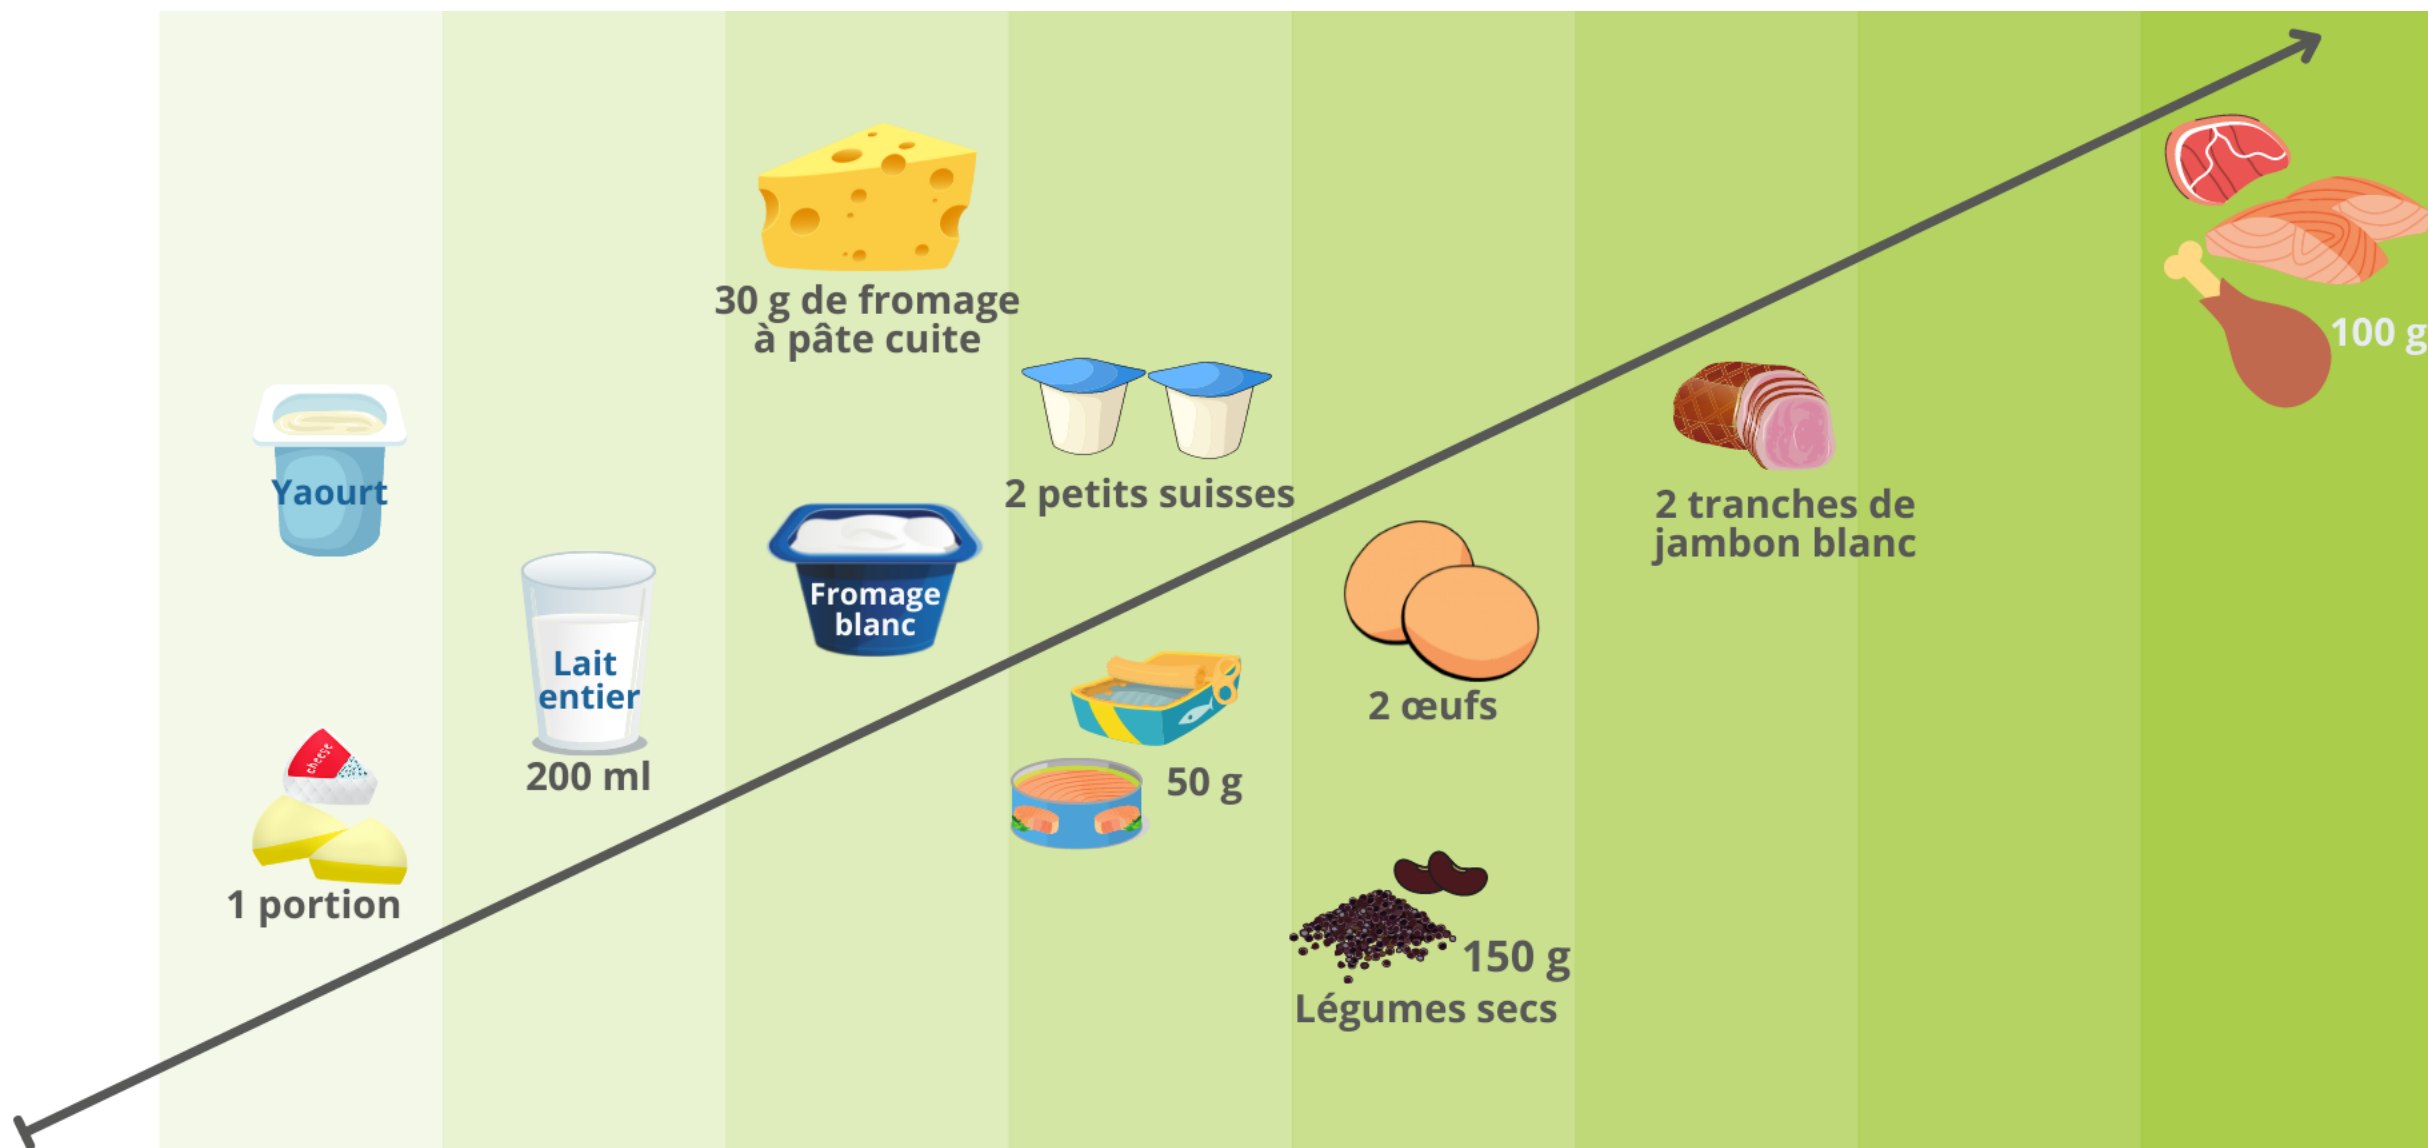 Yaourt
cheese
1 portion
Lait
entier
200 ml
30 g de fromage
à pâte cuite
Fromage
blanc
2 petits suisses
50 g
2 œufs
150 g
Légumes secs
2 tranches de
jambon blanc
100 g